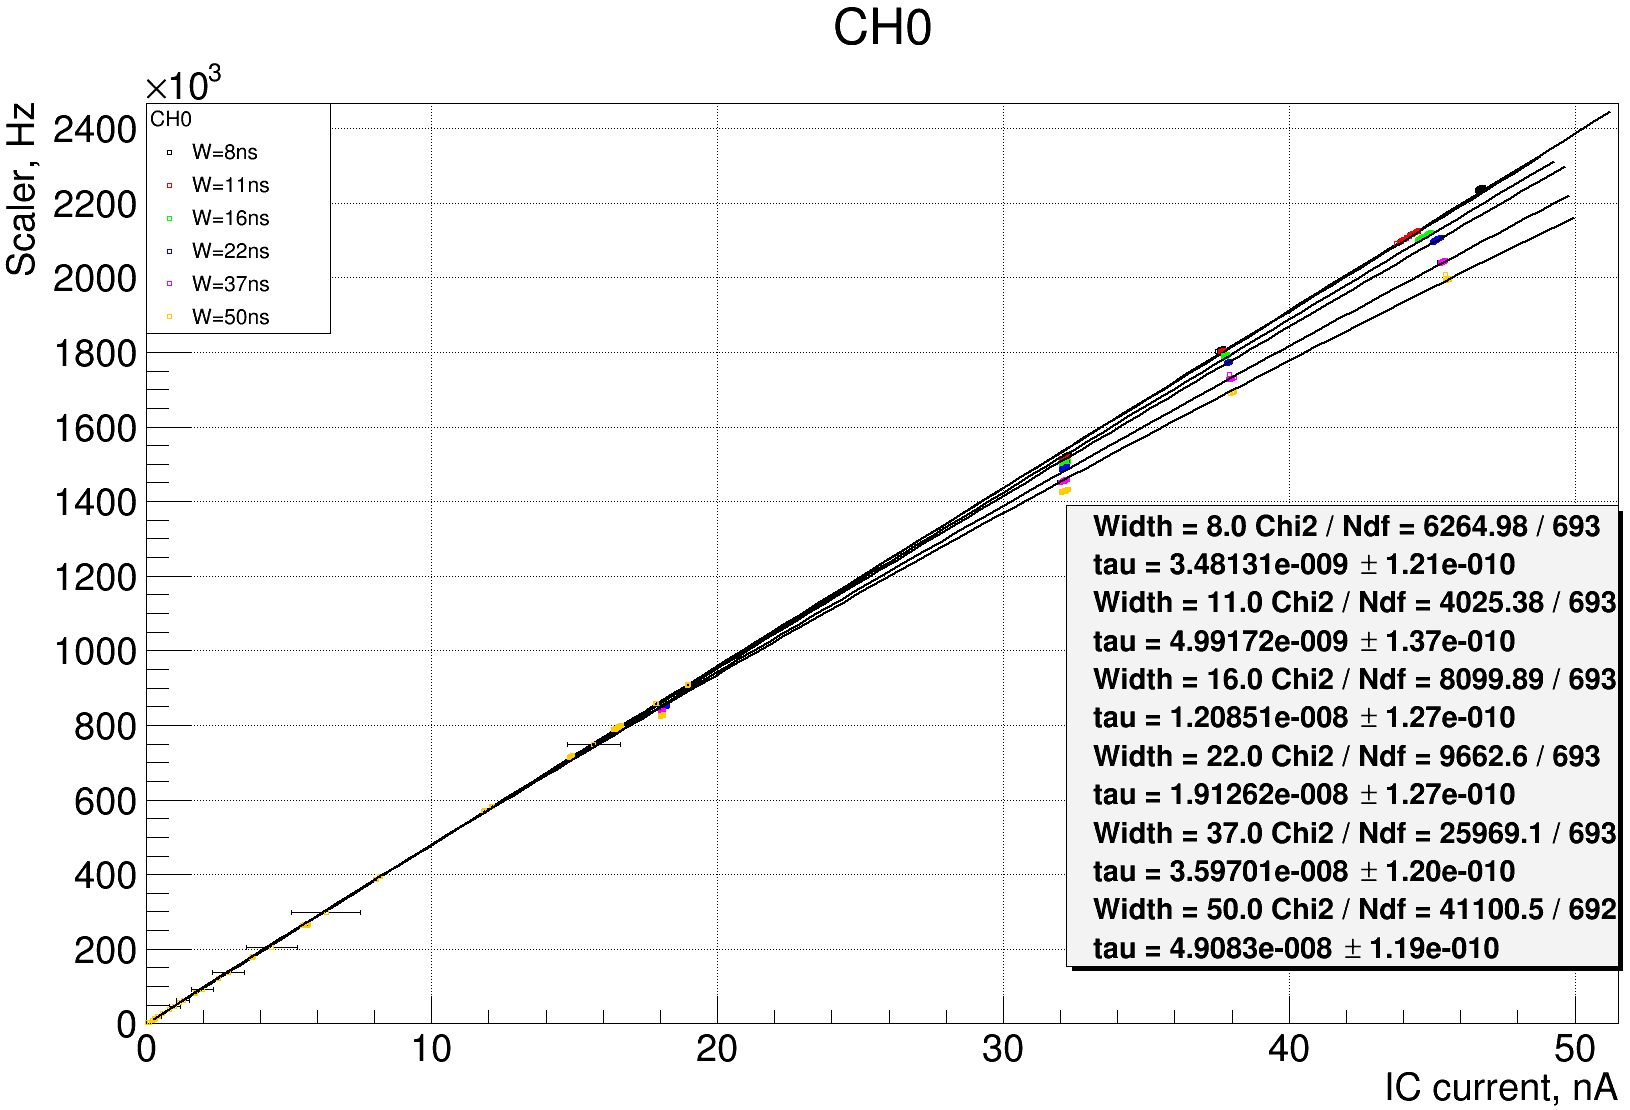 CH0
×10³
Scaler, Hz
2400
2200
2000
1800
1600
1400
1200
1000
800
600
400
200
0
CH0
W=8ns
W=11ns
W=16ns
W=22ns
W=37ns
W=50ns
Width = 8.0 Chi2 / Ndf = 6264.98 / 693
tau = 3.48131e-009 ± 1.21e-010
Width = 11.0 Chi2 / Ndf = 4025.38 / 693
tau = 4.99172e-009 ± 1.37e-010
Width = 16.0 Chi2 / Ndf = 8099.89 / 693
tau = 1.20851e-008 ± 1.27e-010
Width = 22.0 Chi2 / Ndf = 9662.6 / 693
tau = 1.91262e-008 ± 1.27e-010
Width = 37.0 Chi2 / Ndf = 25969.1 / 693
tau = 3.59701e-008 ± 1.20e-010
Width = 50.0 Chi2 / Ndf = 41100.5 / 692
tau = 4.9083e-008 ± 1.19e-010
0 10 20 30 40 50
IC current, nA